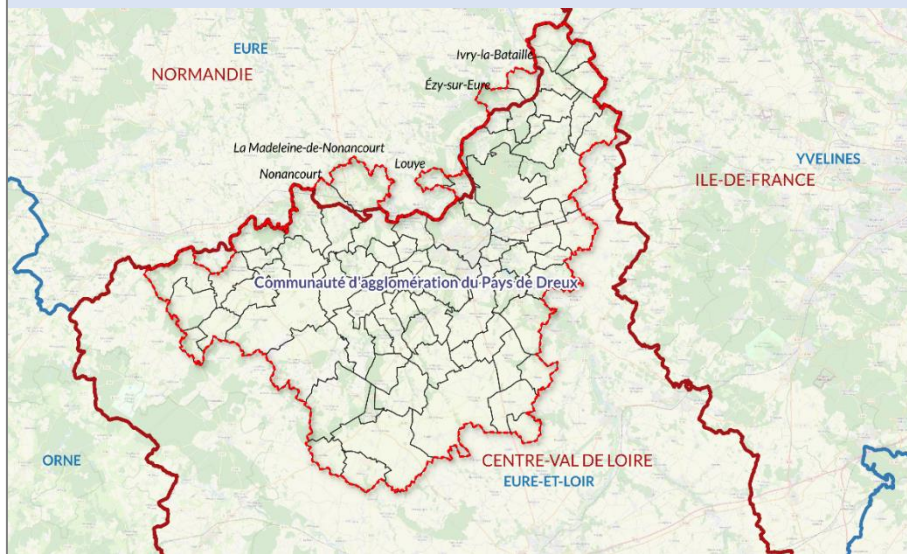 EURE
NORMANDIE
Ivry-la-Bataille
Ézy-sur-Eure
La Madeleine-de-Nonancourt
Nonancourt
Louye
YVELINES
ILE-DE-FRANCE
Communauté d'agglomération du Pays de Dreux
ORNE
CENTRE-VAL DE LOIRE
EURE-ET-LOIR